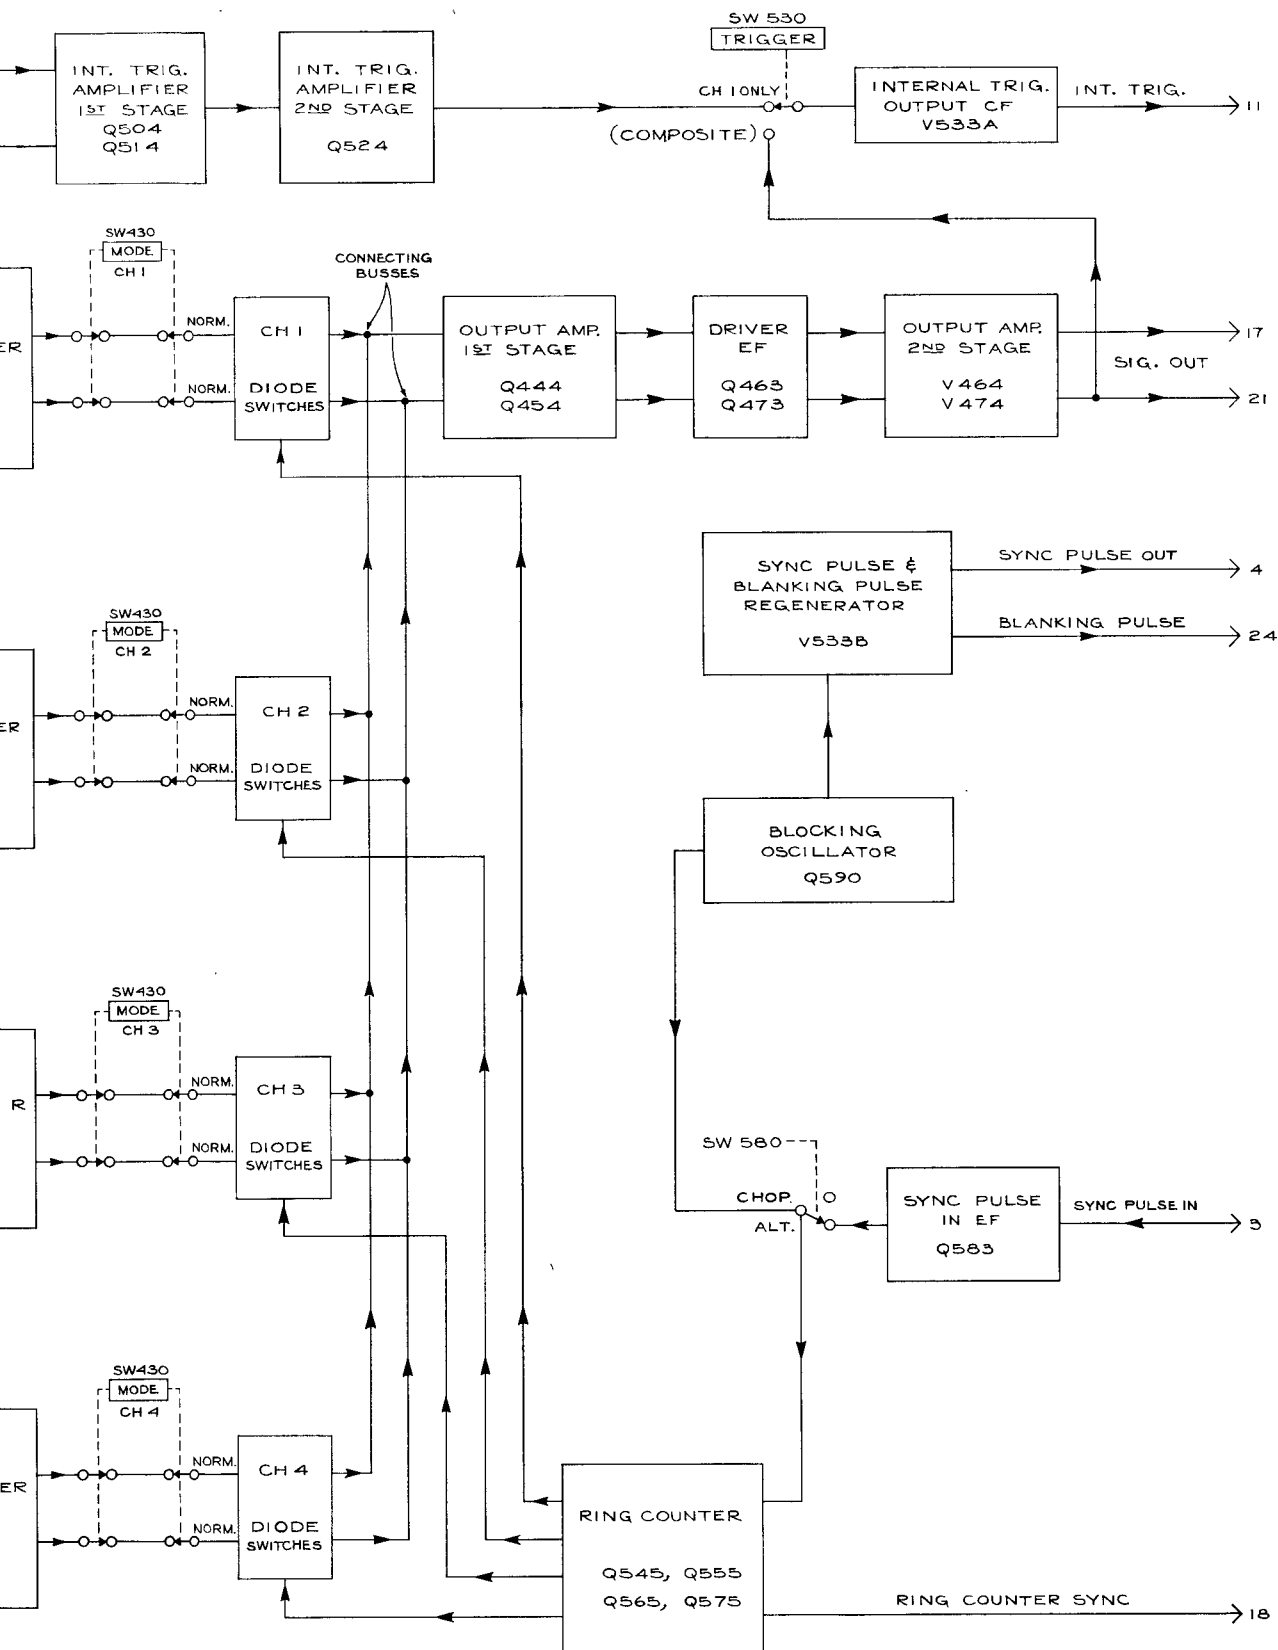 SW 530
TRIGGER
INT. TRIG.
AMPLIFIER
1ST STAGE
Q504
Q514
INT. TRIG.
AMPLIFIER
2ND STAGE
Q524
CH 1 ONLY
(COMPOSITE)
INTERNAL TRIG.
OUTPUT CF
V533A
INT. TRIG.
11
SW430
MODE
CH 1
CONNECTING
BUSSES
ER
NORM.
NORM.
CH 1
DIODE
SWITCHES
OUTPUT AMP.
1ST STAGE
Q444
Q454
DRIVER
EF
Q463
Q473
OUTPUT AMP.
2ND STAGE
V464
V474
17
SIG. OUT
21
SYNC PULSE &
BLANKING PULSE
REGENERATOR
V533B
SYNC PULSE OUT
4
BLANKING PULSE
24
SW430
MODE
CH 2
ER
NORM.
NORM.
CH 2
DIODE
SWITCHES
BLOCKING
OSCILLATOR
Q590
SW430
MODE
CH 3
R
NORM.
NORM.
CH 3
DIODE
SWITCHES
SW 580
CHOP.
ALT.
SYNC PULSE
IN EF
Q583
SYNC PULSE IN
3
SW430
MODE
CH 4
ER
NORM.
NORM.
CH 4
DIODE
SWITCHES
RING COUNTER
Q545, Q555
Q565, Q575
RING COUNTER SYNC
18